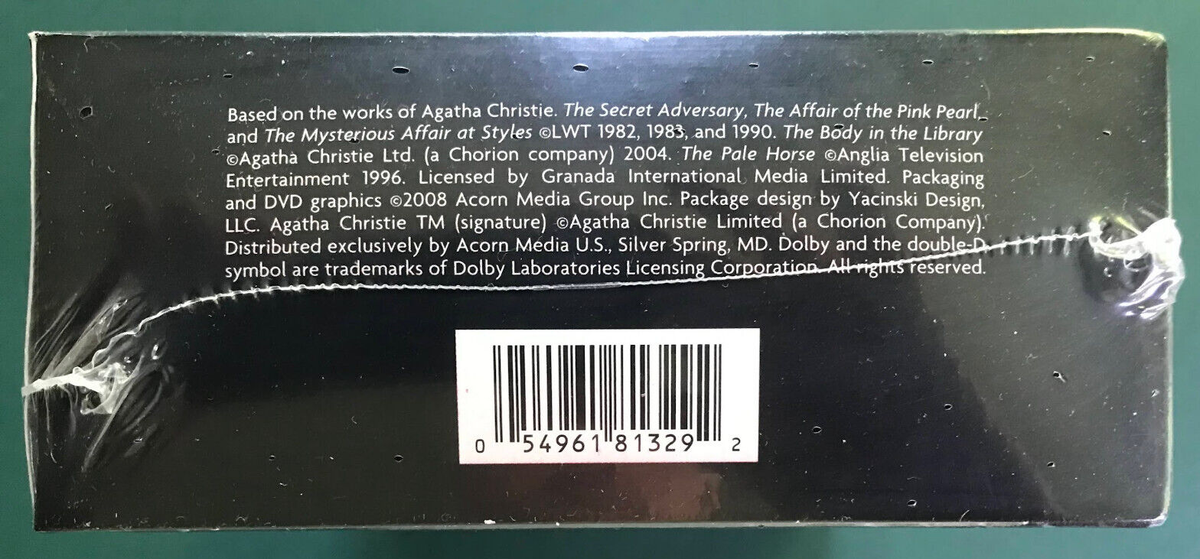 Based on the works of Agatha Christie. The Secret Adversary, The Affair of the Pink Pearl,
and The Mysterious Affair at Styles ©LWT 1982, 1983, and 1990. The Body in the Library
©Agatha Christie Ltd. (a Chorion company) 2004. The Pale Horse ©Anglia Television
Entertainment 1996. Licensed by Granada International Media Limited. Packaging
and DVD graphics ©2008 Acorn Media Group Inc. Package design by Yacinski Design,
LLC. Agatha Christie TM (signature) ©Agatha Christie Limited (a Chorion Company).
Distributed exclusively by Acorn Media U.S., Silver Spring, MD. Dolby and the double-D
symbol are trademarks of Dolby Laboratories Licensing Corporation. All rights reserved.
0 54961 81329 2